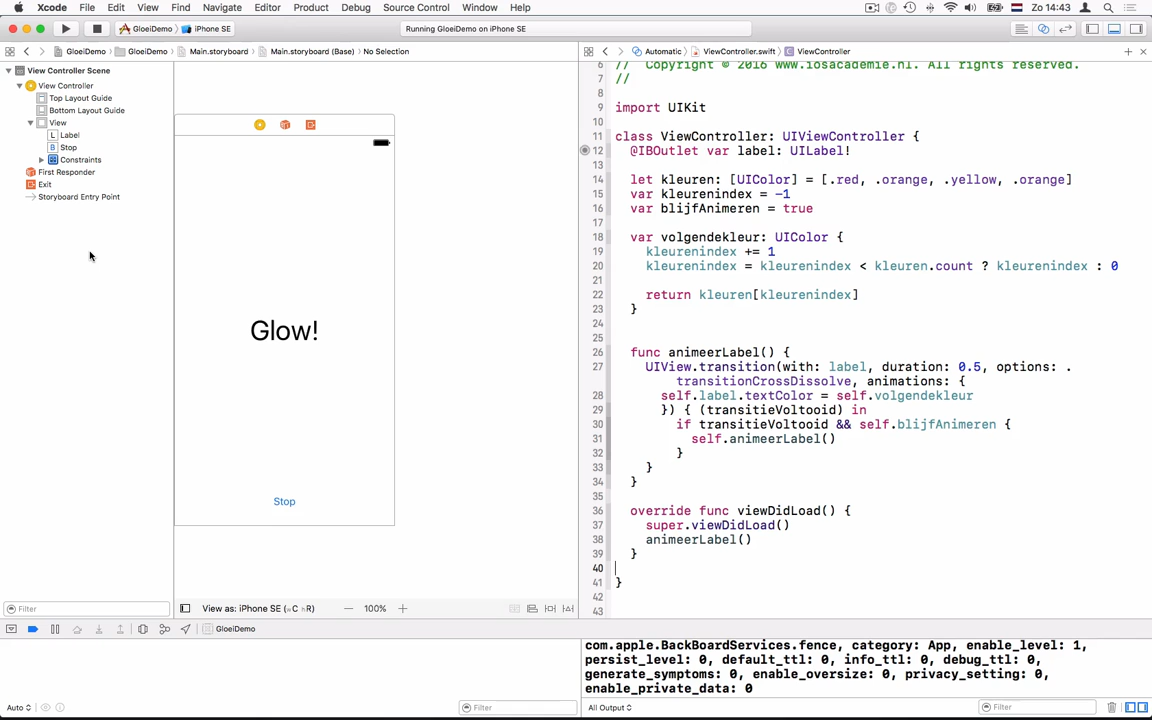 Xcode File Edit View Find Navigate Editor Product Debug Source Control Window Help Zo 14:43
GloeiDemo iPhone SE Running GloeiDemo on iPhone SE
GloeiDemo GloeiDemo Main.storyboard Main.storyboard (Base) No Selection Automatic ViewController.swift ViewController
View Controller Scene
View Controller
Top Layout Guide
Bottom Layout Guide
View
L Label
B Stop
Constraints
First Responder
Exit
Storyboard Entry Point
Filter
Glow!
Stop
View as: iPhone SE (wC hR) 100%
6 // Copyright © 2016 www.iosacademie.nl. All rights reserved.
7 //
8
9 import UIKit
10
11 class ViewController: UIViewController {
12 @IBOutlet var label: UILabel!
13
14 let kleuren: [UIColor] = [.red, .orange, .yellow, .orange]
15 var kleurenindex = -1
16 var blijfAnimeren = true
17
18 var volgendekleur: UIColor {
19 kleurenindex += 1
20 kleurenindex = kleurenindex < kleuren.count ? kleurenindex : 0
21
22 return kleuren[kleurenindex]
23 }
24
25
26 func animeerLabel() {
27 UIView.transition(with: label, duration: 0.5, options: .
transitionCrossDissolve, animations: {
28 self.label.textColor = self.volgendekleur
29 }) { (transitieVoltooid) in
30 if transitieVoltooid && self.blijfAnimeren {
31 self.animeerLabel()
32 }
33 }
34 }
35
36 override func viewDidLoad() {
37 super.viewDidLoad()
38 animeerLabel()
39 }
40
41 }
42
43
GloeiDemo
com.apple.BackBoardServices.fence, category: App, enable_level: 1,
persist_level: 0, default_ttl: 0, info_ttl: 0, debug_ttl: 0,
generate_symptoms: 0, enable_oversize: 0, privacy_setting: 0,
enable_private_data: 0
Auto Filter All Output Filter